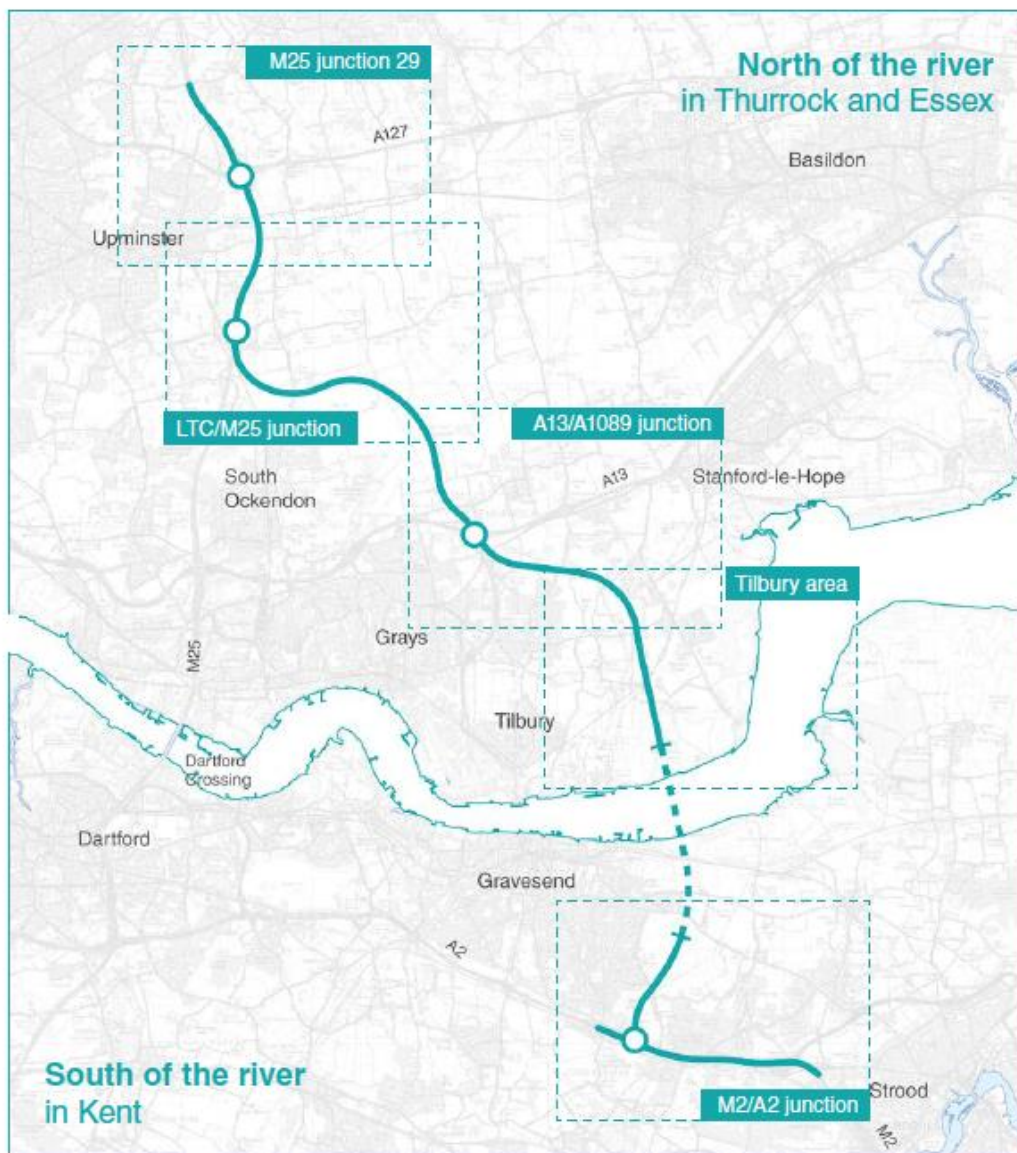 M25 junction 29
North of the river
in Thurrock and Essex
A127
Basildon
Upminster
LTC/M25 junction
A13/A1089 junction
South
Ockendon
A13
Stanford-le-Hope
Tilbury area
Grays
M25
Tilbury
Dartford
Crossing
Dartford
Gravesend
A2
South of the river
in Kent
M2/A2 junction
Strood
M2